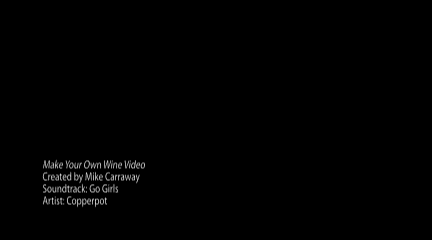 Make Your Own Wine Video
Created by Mike Carraway
Soundtrack: Go Girls
Artist: Copperpot